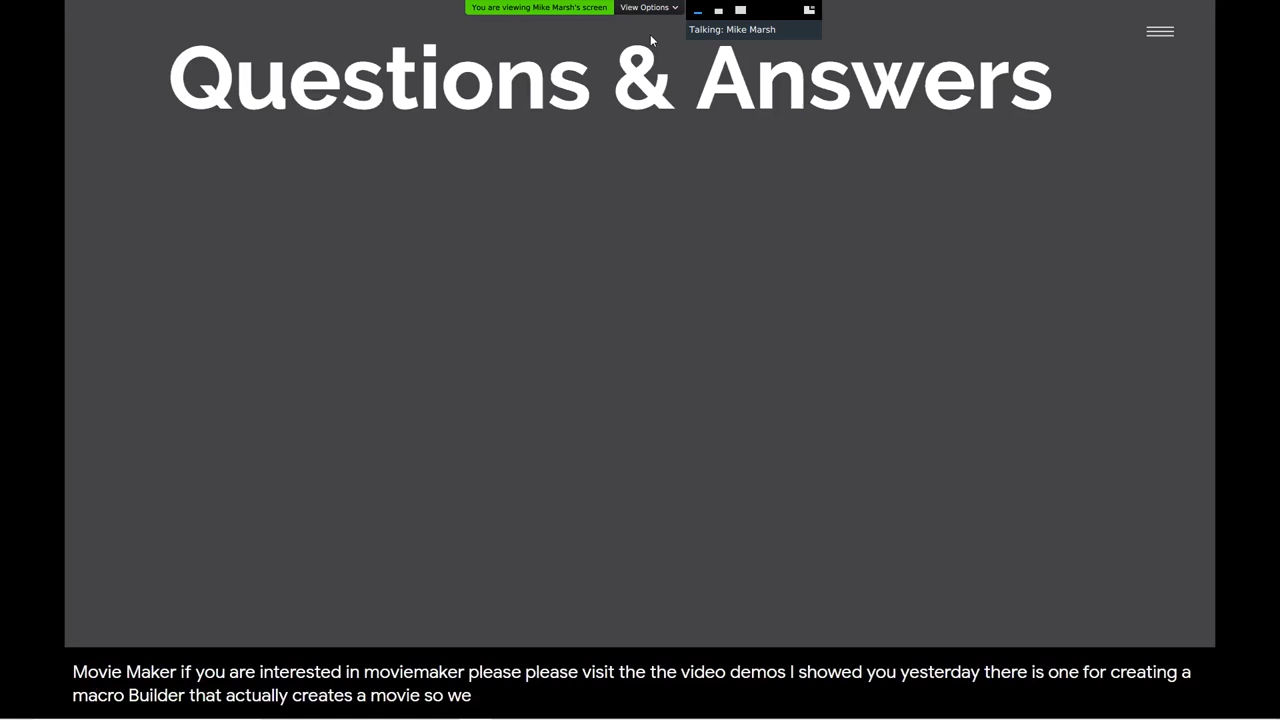 You are viewing Mike Marsh's screen View Options
Talking: Mike Marsh
Questions & Answers
Movie Maker if you are interested in moviemaker please please visit the the video demos I showed you yesterday there is one for creating a
macro Builder that actually creates a movie so we